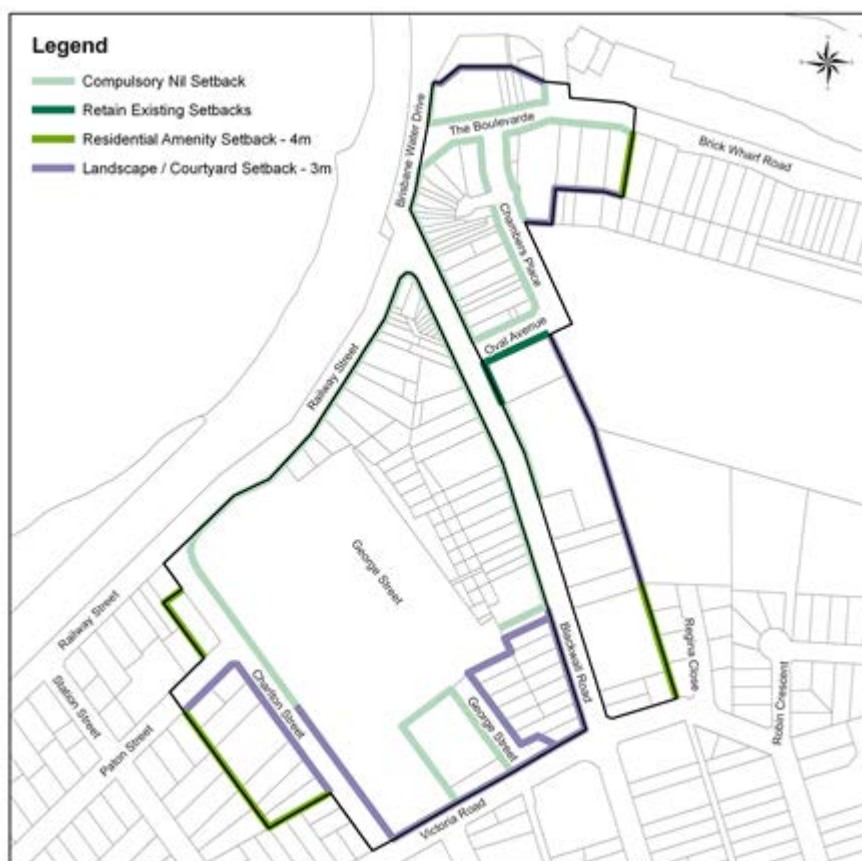 Legend
Compulsory Nil Setback
Retain Existing Setbacks
Residential Amenity Setback - 4m
Landscape / Courtyard Setback - 3m
Brisbane Water Drive
The Boulevarde
Brick Wharf Road
Chambers Place
Oval Avenue
Railway Street
George Street
Railway Street
Station Street
Paton Street
Charlton Street
George Street
Blackwall Road
Victoria Road
Regina Close
Robin Crescent